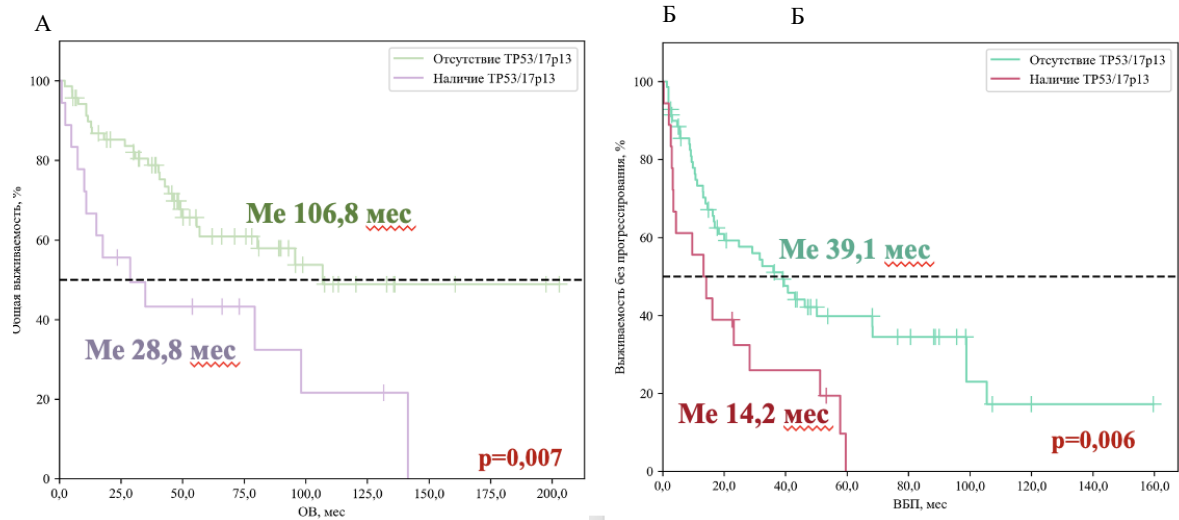 А
Отсутствие TP53/17p13
Наличие TP53/17p13
Общая выживаемость, %
100
80
60
40
20
0
Ме 106,8 мес
Ме 28,8 мес
р=0,007
0,0 25,0 50,0 75,0 100,0 125,0 150,0 175,0 200,0
ОВ, мес
Б Б
Отсутствие TP53/17p13
Наличие TP53/17p13
Выживаемость без прогрессирования, %
100
80
60
40
20
0
Ме 39,1 мес
Ме 14,2 мес
р=0,006
0,0 20,0 40,0 60,0 80,0 100,0 120,0 140,0 160,0
ВБП, мес